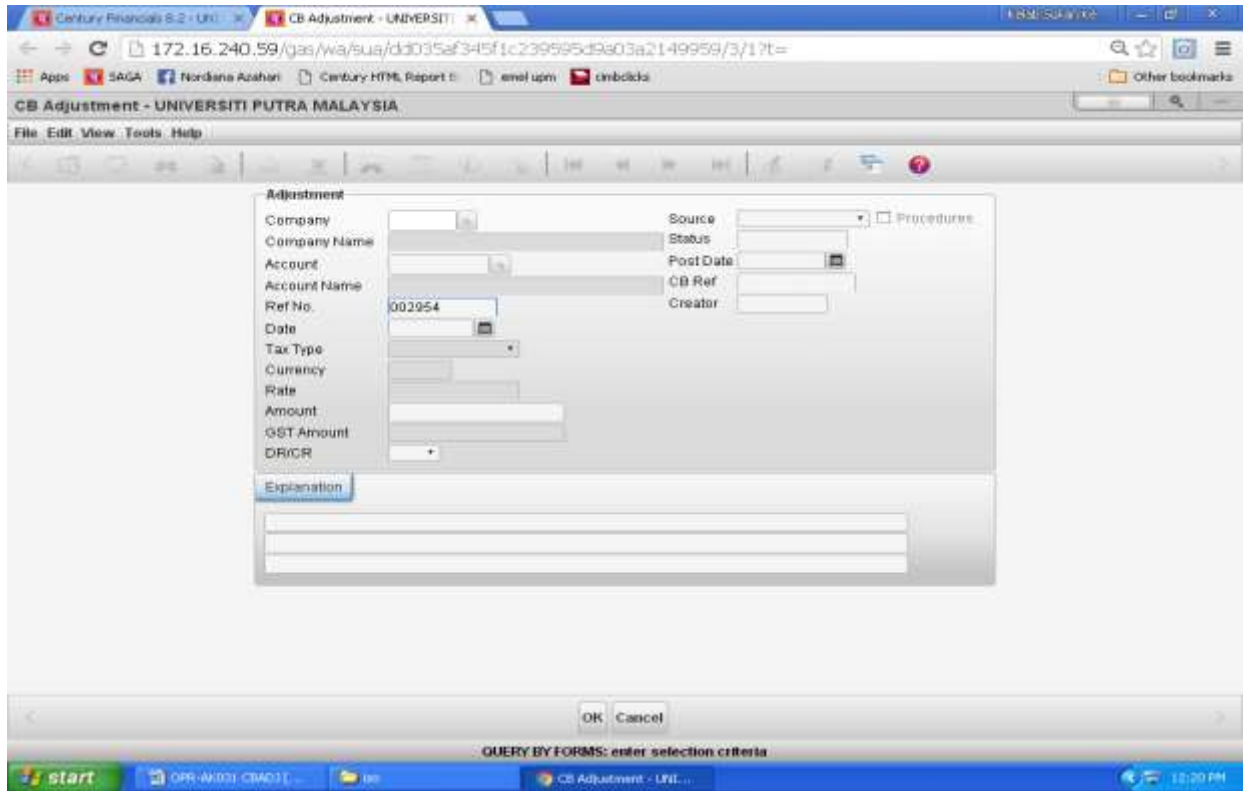 Century Financials 8.2 - UNI
CB Adjustment - UNIVERSIT
172.16.240.59/gas/wa/sua/dd035af345f1c239595d9a03a2149959/3/1?t=
Apps SAGA Nordiana Azahari Century HTML Report emel upm cimbclicks Other bookmarks
CB Adjustment - UNIVERSITI PUTRA MALAYSIA
File Edit View Tools Help
Adjustment
Company Source Procedures
Company Name Status
Account Post Date
Account Name CB Ref
Ref No. 002954 Creator
Date
Tax Type
Currency
Rate
Amount
GST Amount
DR/CR
Explanation
OK Cancel
QUERY BY FORMS: enter selection criteria
start CB Adjustment - UNI... 12:20 PM